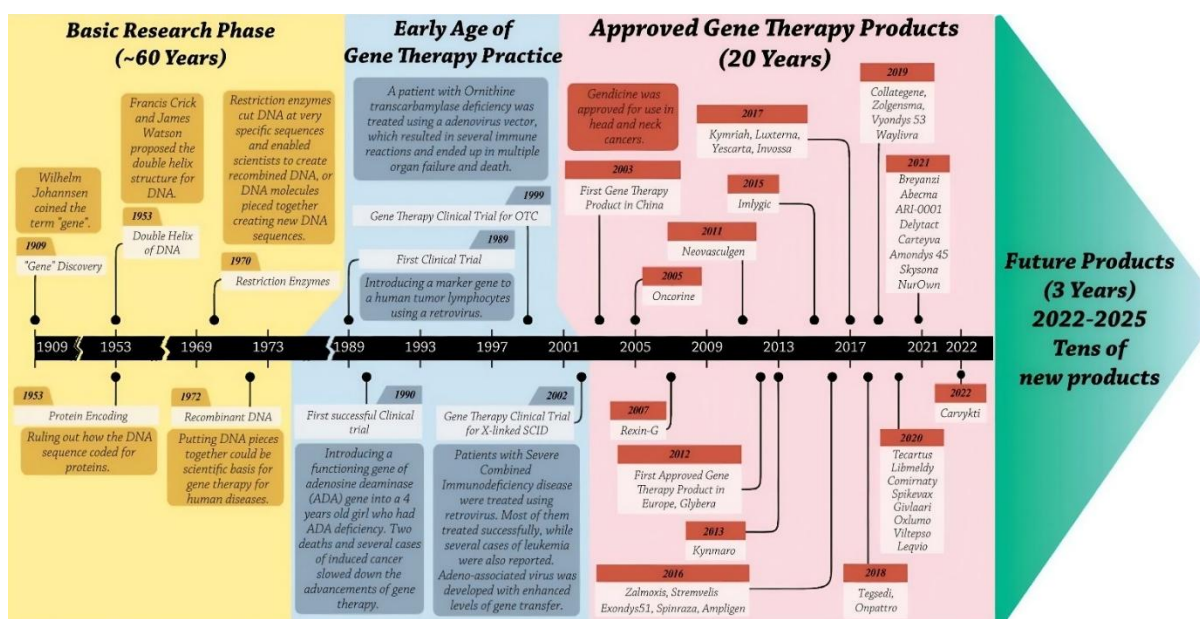 Basic Research Phase
(~60 Years)
Wilhelm
Johannsen
coined the
term "gene".
1909
"Gene" Discovery
Francis Crick
and James
Watson
proposed the
double helix
structure for
DNA.
1953
Double Helix
of DNA
Restriction enzymes
cut DNA at very
specific sequences
and enabled
scientists to create
recombined DNA, or
DNA molecules
pieced together
creating new DNA
sequences.
1970
Restriction Enzymes
Early Age of
Gene Therapy Practice
A patient with Ornithine
transcarbamylase deficiency was
treated using a adenovirus vector,
which resulted in several immune
reactions and ended up in multiple
organ failure and death.
1999
Gene Therapy Clinical Trial for OTC
1989
First Clinical Trial
Introducing a marker gene to
a human tumor lymphocytes
using a retrovirus.
Approved Gene Therapy Products
(20 Years)
Gendicine was
approved for use in
head and neck
cancers.
2003
First Gene Therapy
Product in China
2005
Oncorine
2011
Neovasculgen
2017
Kymriah, Luxterna,
Yescarta, Invossa
2015
Imlygic
2019
Collategene,
Zolgensma,
Vyondys 53
Waylivra
2021
Breyanzi
Abecma
ARI-0001
Delytact
Carteyva
Amondys 45
Skysona
NurOwn
1909 1953 1969 1973 1989 1993 1997 2001 2005 2009 2013 2017 2021 2022
1953
Protein Encoding
Ruling out how the DNA
sequence coded for
proteins.
1972
Recombinant DNA
Putting DNA pieces
together could be
scientific basis for
gene therapy for
human diseases.
1990
First successful Clinical
trial
Introducing a
functioning gene of
adenosine deaminase
(ADA) gene into a 4
years old girl who had
ADA deficiency. Two
deaths and several cases
of induced cancer
slowed down the
advancements of gene
therapy.
2002
Gene Therapy Clinical Trial
for X-linked SCID
Patients with Severe
Combined
Immunodeficiency disease
were treated using
retrovirus. Most of them
treated successfully, while
several cases of leukemia
were also reported.
Adeno-associated virus was
developed with enhanced
levels of gene transfer.
2007
Rexin-G
2012
First Approved Gene
Therapy Product in
Europe, Glybera
2013
Kynmaro
2016
Zalmoxis, Stremvelis
Exondys51, Spinraza, Ampligen
2018
Tegsedi,
Onpattro
2020
Tecartus
Libmeldy
Comirnaty
Spikevax
Givlaari
Oxlumo
Viltepso
Leqvio
2022
Carvykti
Future Products
(3 Years)
2022-2025
Tens of
new products